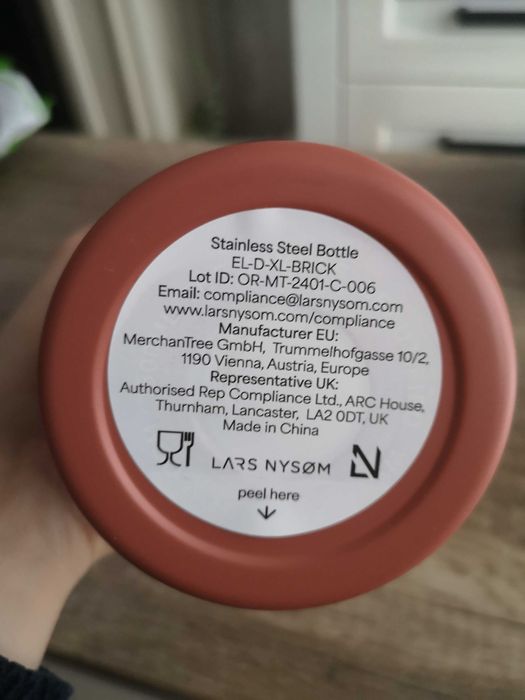 Stainless Steel Bottle
EL-D-XL-BRICK
Lot ID: OR-MT-2401-C-006
Email: compliance@larsnysom.com
www.larsnysom.com/compliance
Manufacturer EU:
MerchanTree GmbH, Trummelhofgasse 10/2,
1190 Vienna, Austria, Europe
Representative UK:
Authorised Rep Compliance Ltd., ARC House,
Thurnham, Lancaster, LA2 0DT, UK
Made in China
LARS NYSØM
peel here